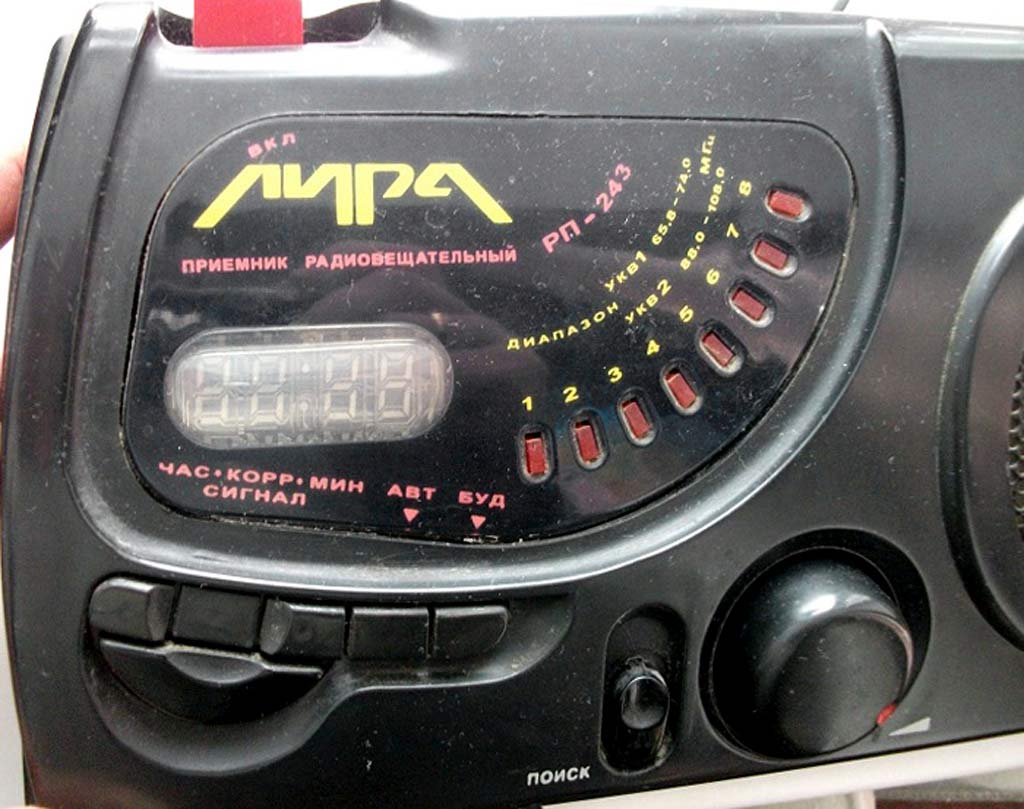 ВКЛ
ЛИРА
ПРИЕМНИК РАДИОВЕЩАТЕЛЬНЫЙ
РП-243
ДИАПАЗОН УКВ1 65.8-74.0 МГц
УКВ2 88.0-108.0
1 2 3 4 5 6 7 8
ЧАС•КОРР•МИН
СИГНАЛ
АВТ БУД
ПОИСК